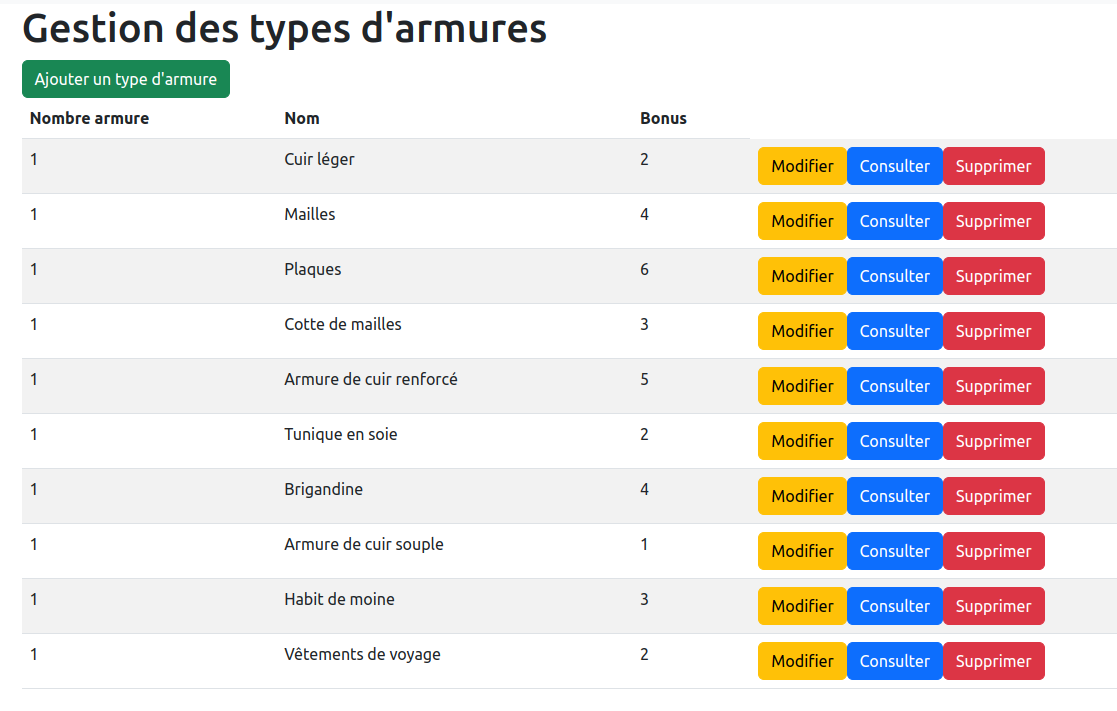 Gestion des types d'armures
Ajouter un type d'armure
Nombre armure Nom Bonus
1 Cuir léger 2 Modifier Consulter Supprimer
1 Mailles 4 Modifier Consulter Supprimer
1 Plaques 6 Modifier Consulter Supprimer
1 Cotte de mailles 3 Modifier Consulter Supprimer
1 Armure de cuir renforcé 5 Modifier Consulter Supprimer
1 Tunique en soie 2 Modifier Consulter Supprimer
1 Brigandine 4 Modifier Consulter Supprimer
1 Armure de cuir souple 1 Modifier Consulter Supprimer
1 Habit de moine 3 Modifier Consulter Supprimer
1 Vêtements de voyage 2 Modifier Consulter Supprimer